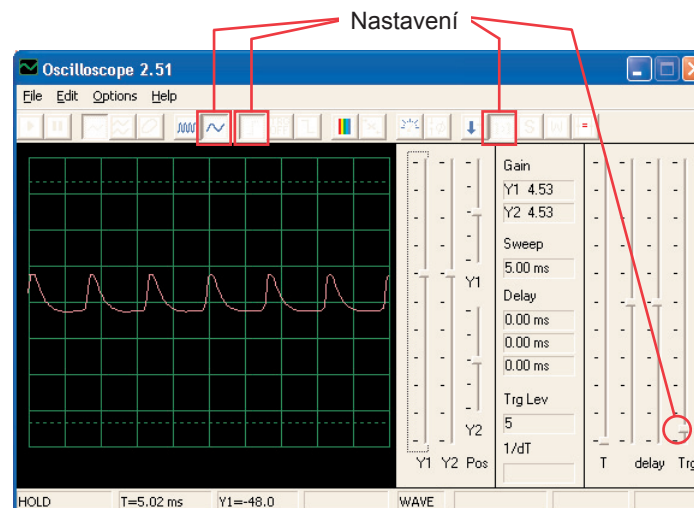 Nastavení
Oscilloscope 2.51
File Edit Options Help
Gain
Y1 4.53
Y2 4.53
Sweep
5.00 ms
Delay
0.00 ms
0.00 ms
0.00 ms
Trg Lev
5
1/dT
Y1
Y2
Y1 Y2 Pos
T delay Trg
HOLD T=5.02 ms Y1=-48.0 WAVE